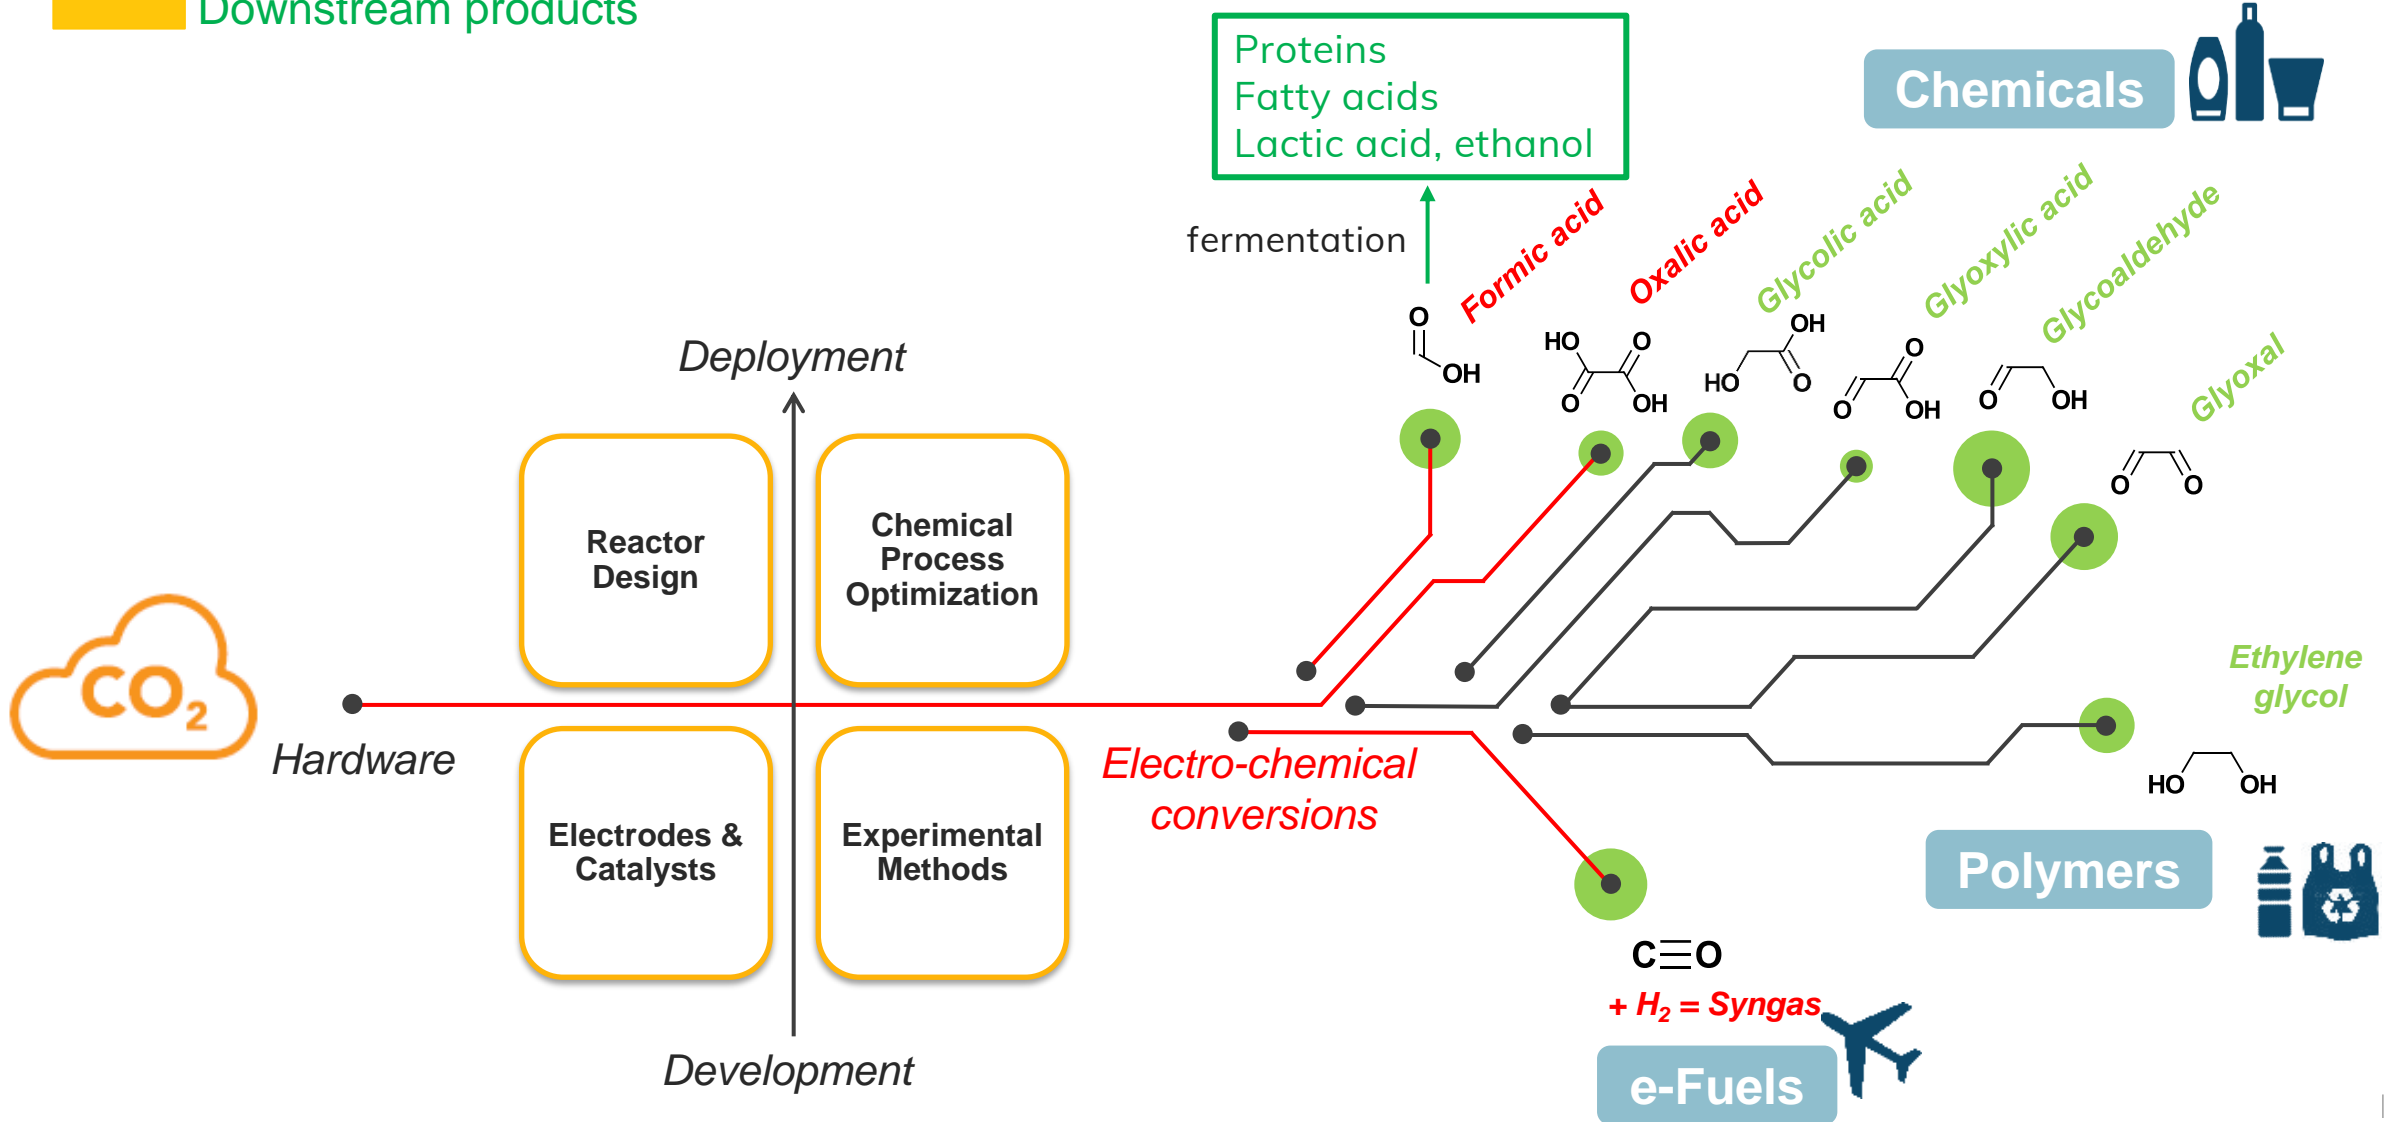 Downstream products
Proteins
Fatty acids
Lactic acid, ethanol
fermentation
Chemicals
Formic acid
Oxalic acid
Glycolic acid
Glyoxylic acid
Glycoaldehyde
Glyoxal
O
OH
HO
O
O
OH
OH
HO
O
O
O
OH
O
OH
O
O
Deployment
Reactor
Design
Chemical
Process
Optimization
CO2
Hardware
Electro-chemical
conversions
Electrodes &
Catalysts
Experimental
Methods
Development
Ethylene
glycol
HO
OH
Polymers
C≡O
+ H2 = Syngas
e-Fuels